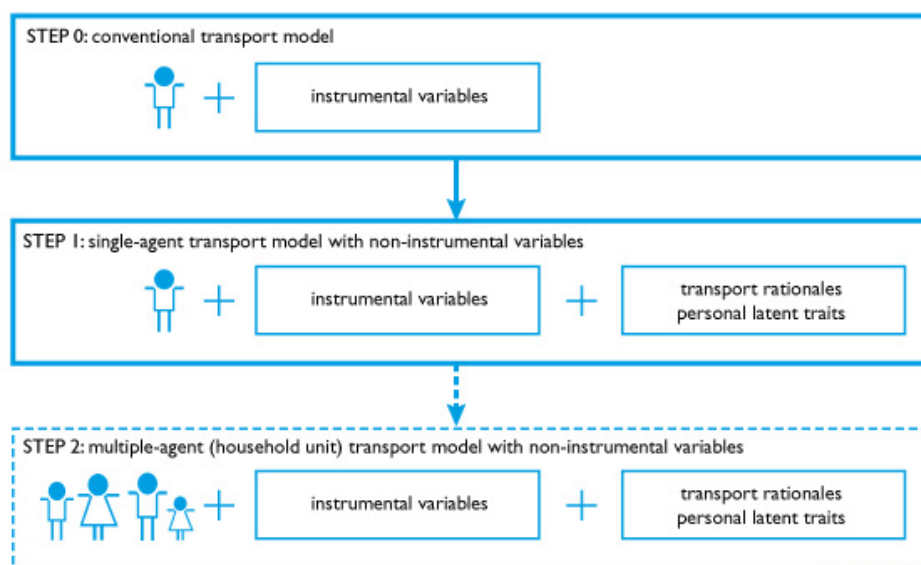 STEP 0: conventional transport model
instrumental variables
STEP 1: single-agent transport model with non-instrumental variables
instrumental variables
transport rationales
personal latent traits
STEP 2: multiple-agent (household unit) transport model with non-instrumental variables
instrumental variables
transport rationales
personal latent traits